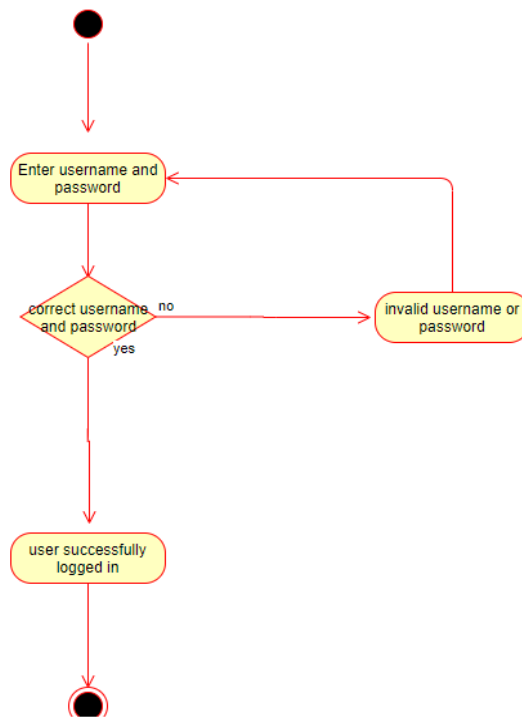 Enter username and
password
correct username
and password
no
yes
invalid username or
password
user successfully
logged in